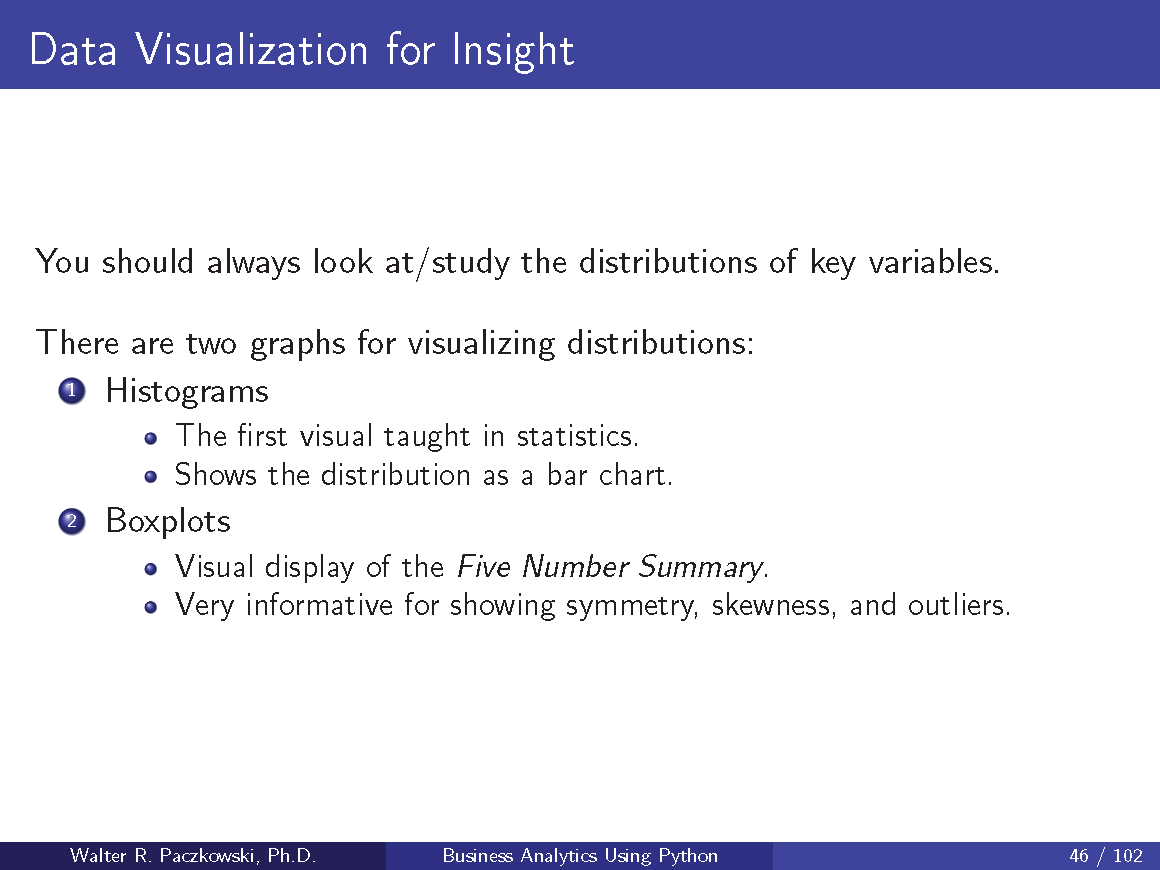 Data Visualization for Insight
You should always look at/study the distributions of key variables.
There are two graphs for visualizing distributions:
1 Histograms
The first visual taught in statistics.
Shows the distribution as a bar chart.
2 Boxplots
Visual display of the Five Number Summary.
Very informative for showing symmetry, skewness, and outliers.
Walter R. Paczkowski, Ph.D. Business Analytics Using Python 46 / 102